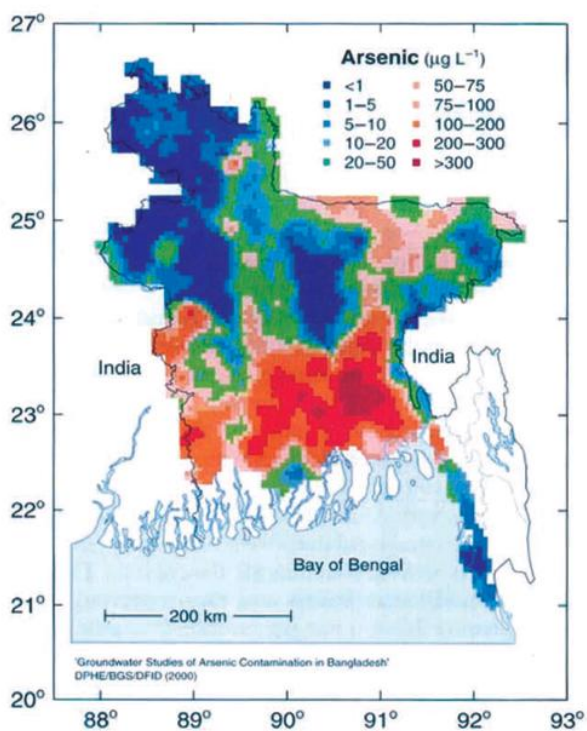 27°
26°
25°
24°
23°
22°
21°
20°
Arsenic (µg L⁻¹)
<1
1–5
5–10
10–20
20–50
50–75
75–100
100–200
200–300
>300
India
India
Bay of Bengal
200 km
'Groundwater Studies of Arsenic Contamination in Bangladesh'
DPHE/BGS/DFID (2000)
88° 89° 90° 91° 92° 93°